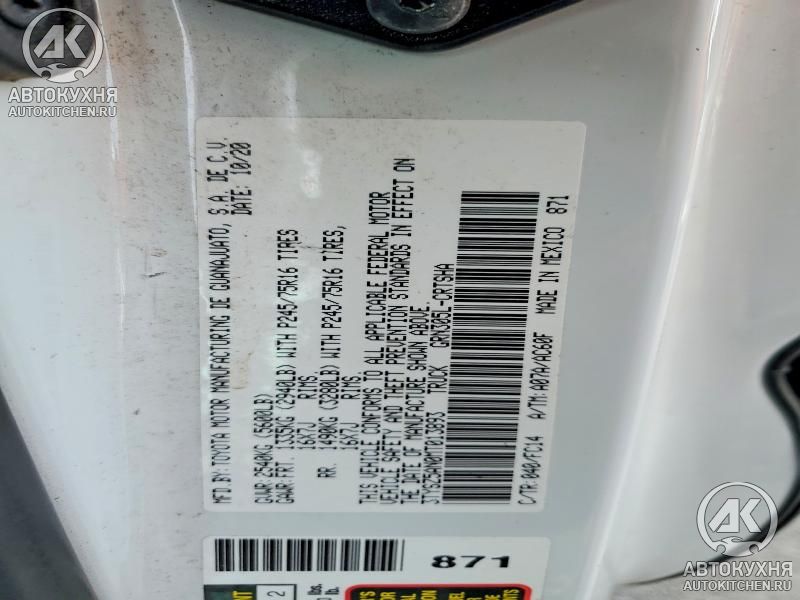 АВТОКУХНЯ
AUTOKITCHEN.RU
MFD BY: TOYOTA MOTOR MANUFACTURING DE GUANAJUATO, S.A. DE C.V.
DATE: 10/20
GVWR: 2540KG (5600LB)
GAWR: FRT. 1335KG (2940LB) WITH P245/75R16 TIRES
16X7J RIMS.
RR. 1490KG (3280LB) WITH P245/75R16 TIRES,
16X7J RIMS.
THIS VEHICLE CONFORMS TO ALL APPLICABLE FEDERAL MOTOR
VEHICLE SAFETY AND THEFT PREVENTION STANDARDS IN EFFECT ON
THE DATE OF MANUFACTURE SHOWN ABOVE.
3TYSZ5AN0MT013893 TRUCK GRN305L-CRTSHA
C/TR: 040/FC14 A/TM: A07A/AC60F MADE IN MEXICO 871
871
2
lbs.
lb.
АВТОКУХНЯ
AUTOKITCHEN.RU